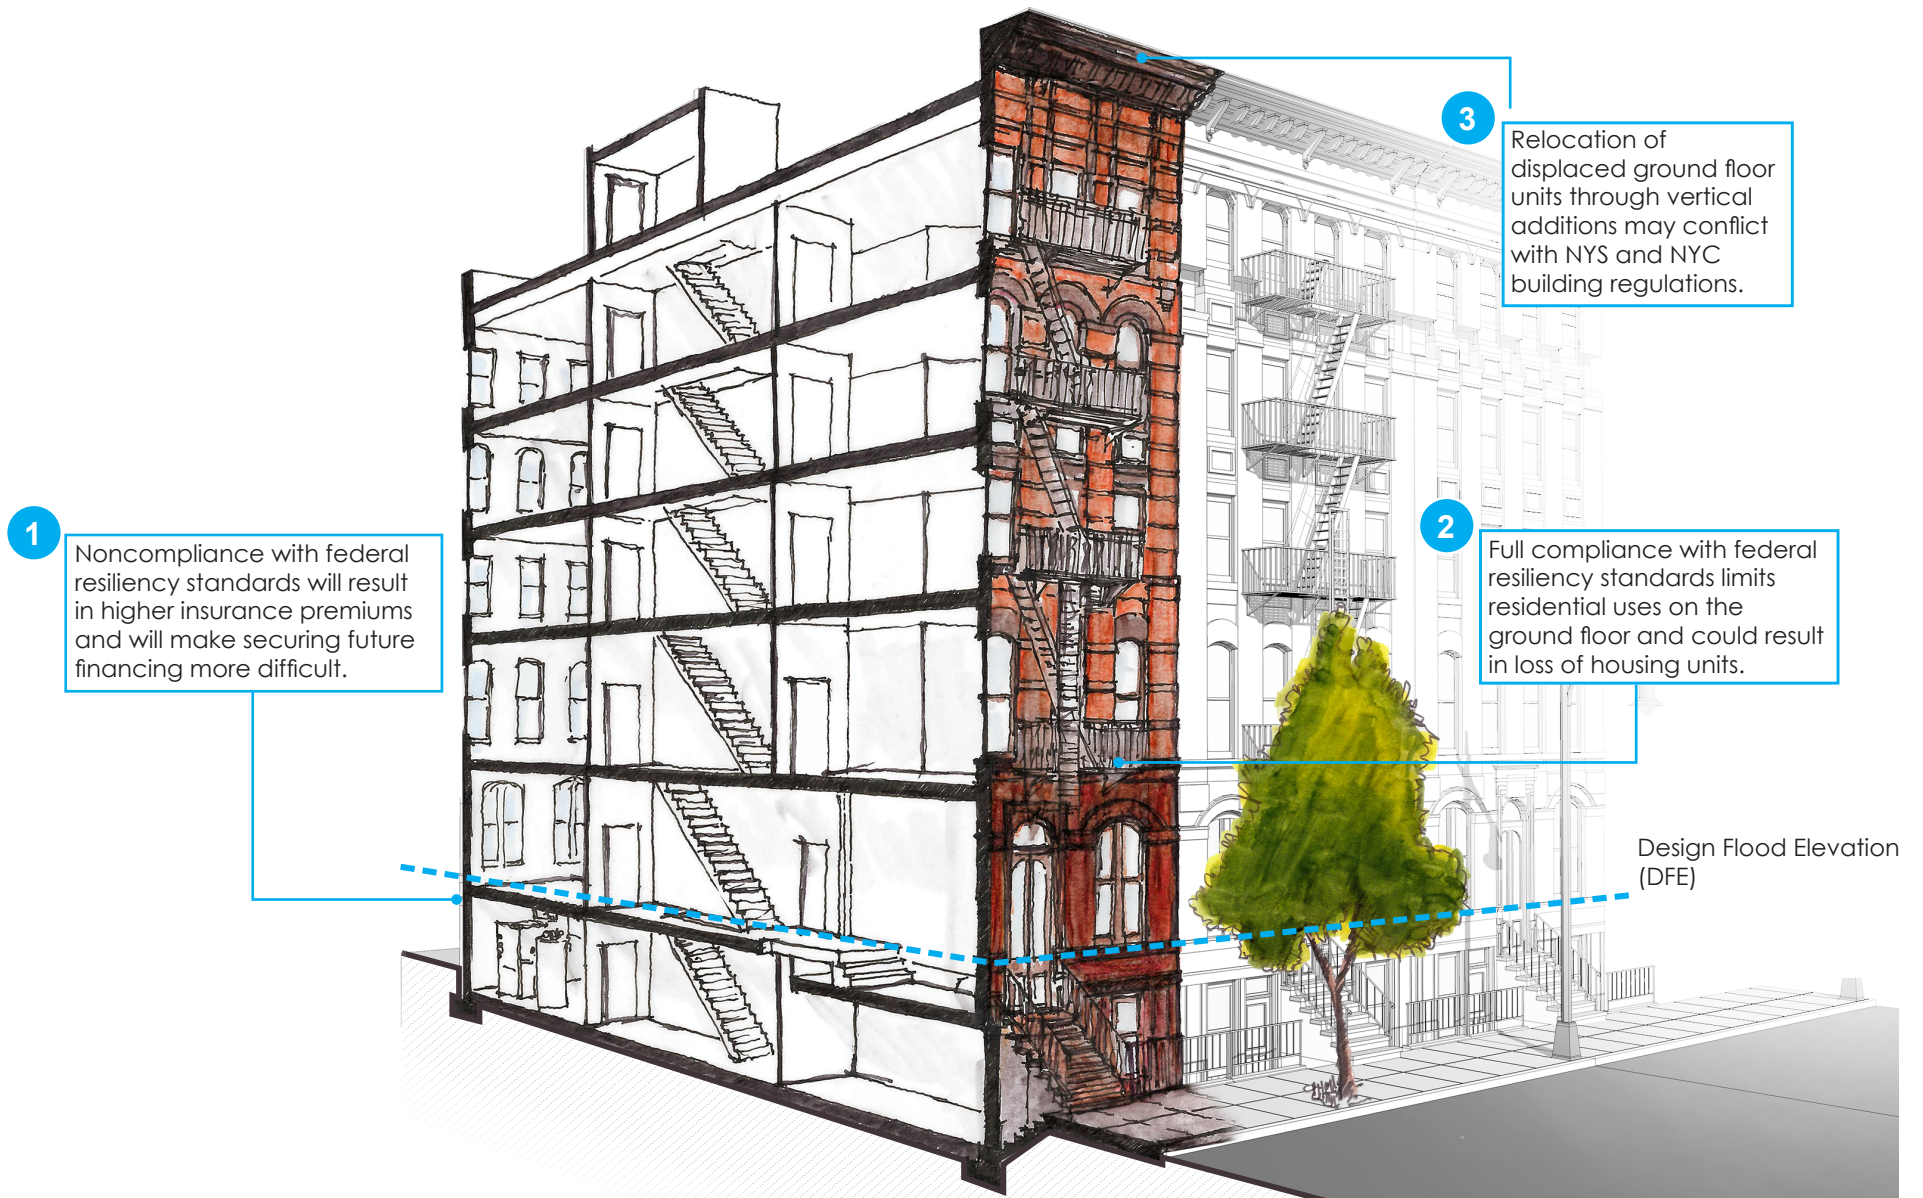 1
Noncompliance with federal
resiliency standards will result
in higher insurance premiums
and will make securing future
financing more difficult.
3
Relocation of
displaced ground floor
units through vertical
additions may conflict
with NYS and NYC
building regulations.
2
Full compliance with federal
resiliency standards limits
residential uses on the
ground floor and could result
in loss of housing units.
Design Flood Elevation
(DFE)